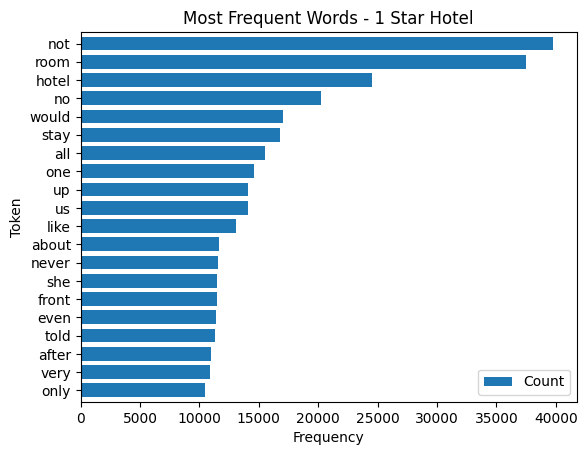 Most Frequent Words - 1 Star Hotel
not
room
hotel
no
would
stay
all
one
up
us
like
about
never
she
front
even
told
after
very
only
Token
Count
0 5000 10000 15000 20000 25000 30000 35000 40000
Frequency